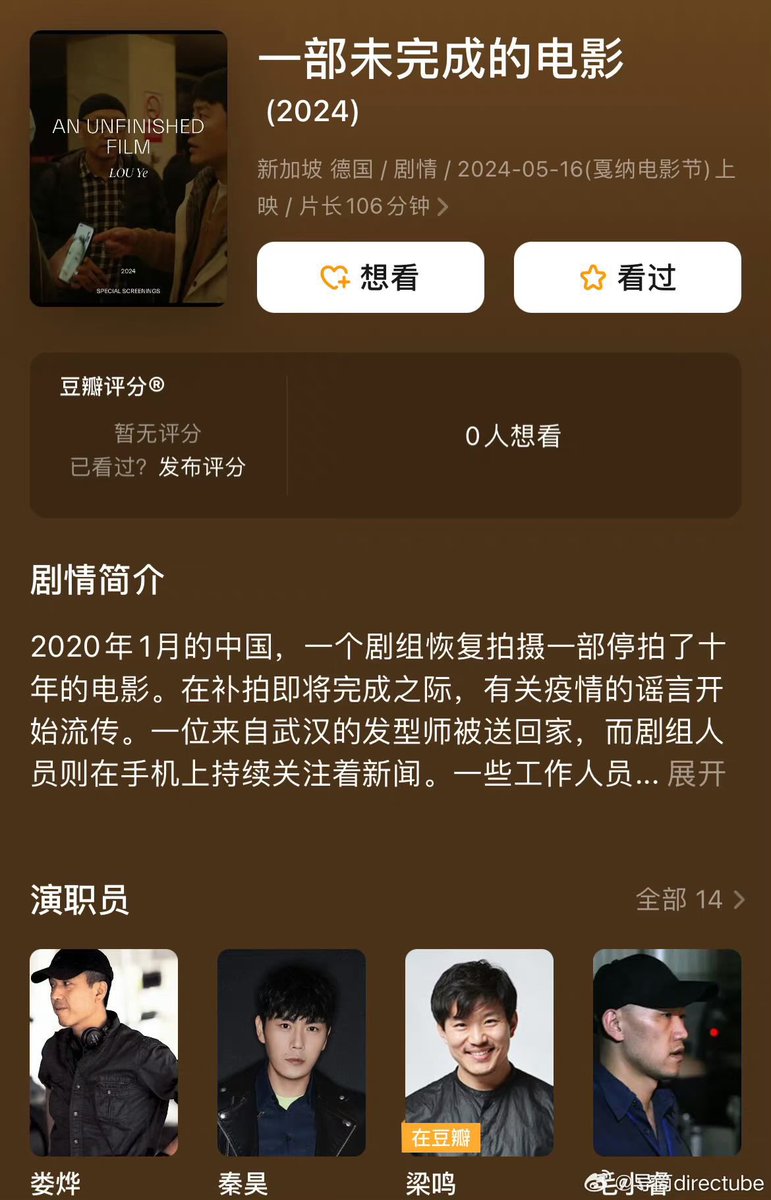 一部未完成的电影
(2024)
AN UNFINISHED
FILM
LOU Ye
2024
SPECIAL SCREENINGS
新加坡 德国 / 剧情 / 2024-05-16(戛纳电影节)上
映 / 片长106分钟
想看
看过
豆瓣评分®
暂无评分
已看过? 发布评分
0人想看
剧情简介
2020年1月的中国，一个剧组恢复拍摄一部停拍了十
年的电影。在补拍即将完成之际，有关疫情的谣言开
始流传。一位来自武汉的发型师被送回家，而剧组人
员则在手机上持续关注着新闻。一些工作人员... 展开
演职员
全部 14
在豆瓣
娄烨
秦昊
梁鸣
毛小睿
directube